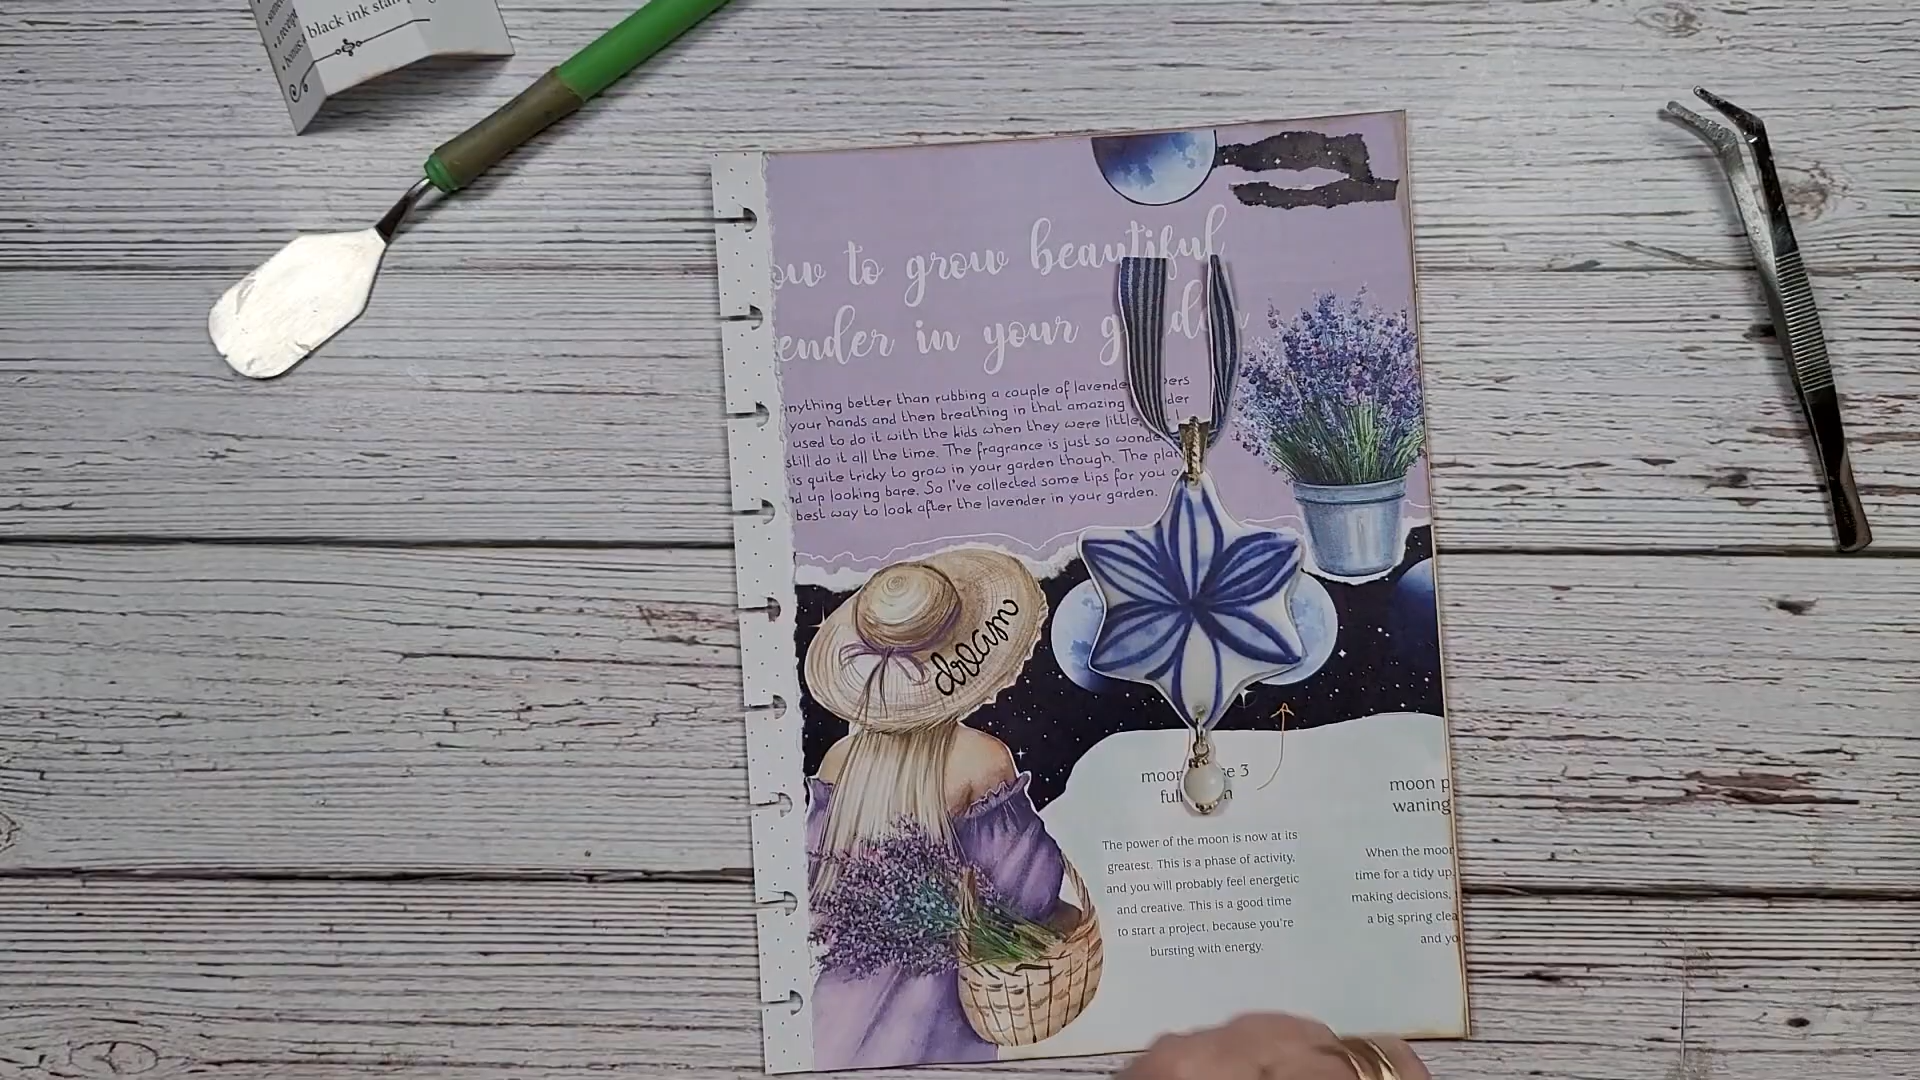 black ink
ow to grow beautiful
ender in your
nything better than rubbing a couple of
your hands and then breathing in that amazing
used to do it with the kids when they were little,
still do it all the time. The fragrance is just so
is quite tricky to grow in your garden though. The
d up looking bare. So I've collected some tips for you
best way to look after the lavender in your garden.
dream
3
The power of the moon is now at its
greatest. This is a phase of activity,
and you will probably feel energetic
and creative. This is a good time
to start a project, because you're
bursting with energy.
moon p
waning
When the moon
time for a tidy up,
making decisions,
a big spring clea
and yo